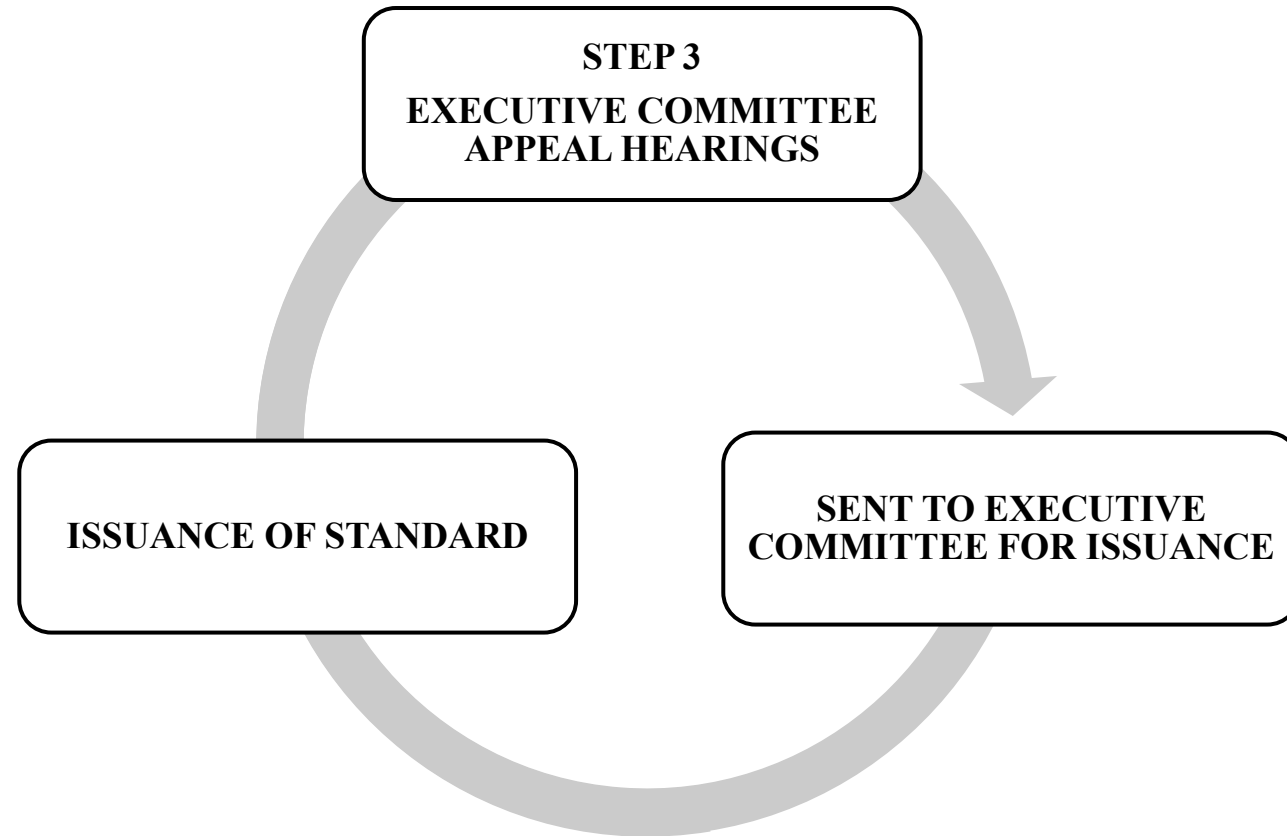 STEP 3
EXECUTIVE COMMITTEE
APPEAL HEARINGS
SENT TO EXECUTIVE
COMMITTEE FOR ISSUANCE
ISSUANCE OF STANDARD